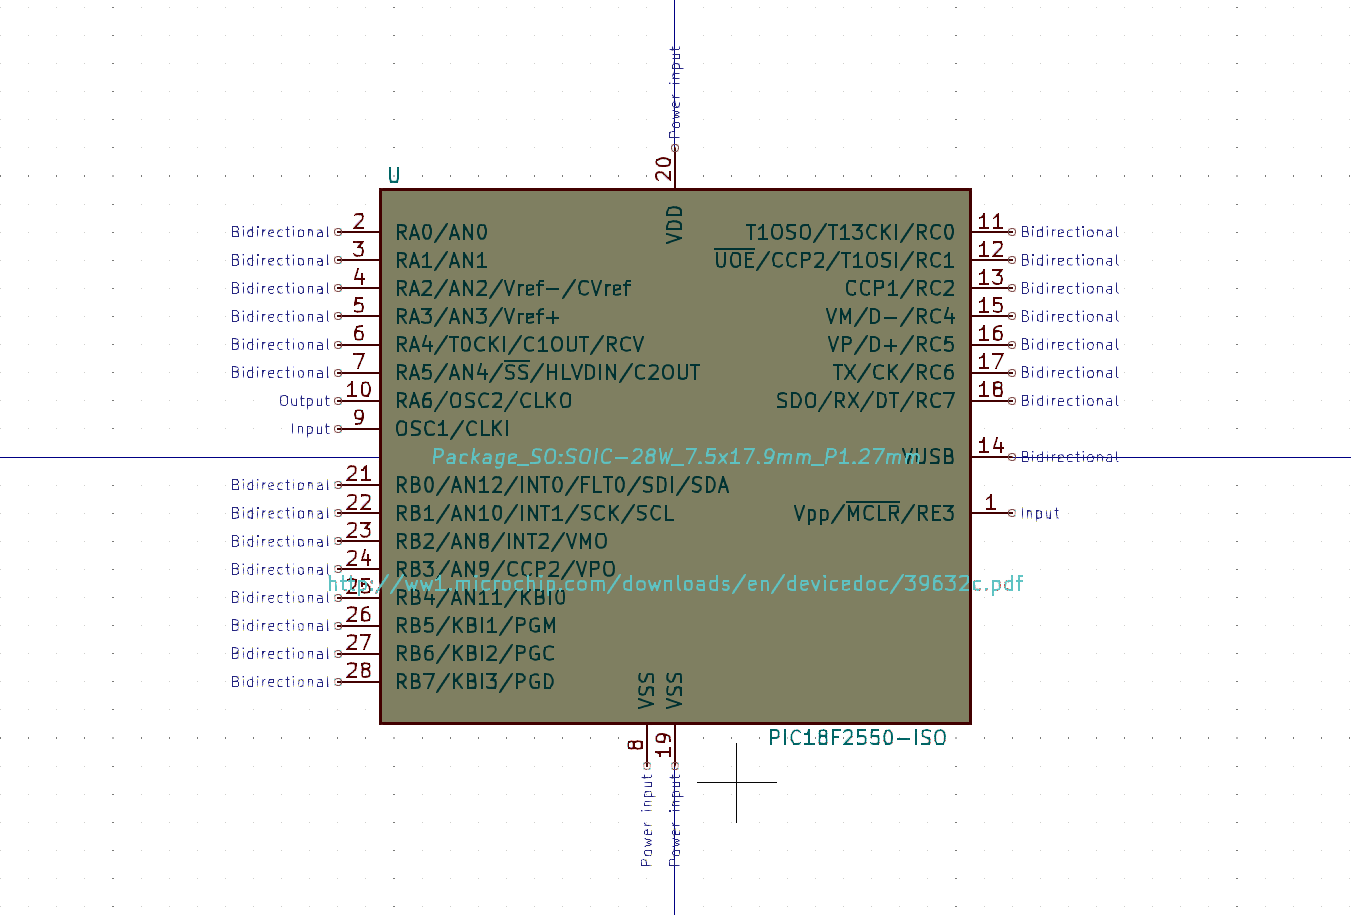 Power input
20
U
VDD
Bidirectional 2 RA0/AN0 T1OSO/T13CKI/RC0 11 Bidirectional
Bidirectional 3 RA1/AN1 UOE/CCP2/T1OSI/RC1 12 Bidirectional
Bidirectional 4 RA2/AN2/Vref-/CVref CCP1/RC2 13 Bidirectional
Bidirectional 5 RA3/AN3/Vref+ VM/D-/RC4 15 Bidirectional
Bidirectional 6 RA4/T0CKI/C1OUT/RCV VP/D+/RC5 16 Bidirectional
Bidirectional 7 RA5/AN4/SS/HLVDIN/C2OUT TX/CK/RC6 17 Bidirectional
Output 10 RA6/OSC2/CLKO SDO/RX/DT/RC7 18 Bidirectional
Input 9 OSC1/CLKI
Package_SO:SOIC-28W_7.5x17.9mm_P1.27mm VUSB 14 Bidirectional
Bidirectional 21 RB0/AN12/INT0/FLT0/SDI/SDA
Bidirectional 22 RB1/AN10/INT1/SCK/SCL Vpp/MCLR/RE3 1 Input
Bidirectional 23 RB2/AN8/INT2/VMO
Bidirectional 24 RB3/AN9/CCP2/VPO
http://ww1.microchip.com/downloads/en/devicedoc/39632c.pdf
Bidirectional 25 RB4/AN11/KBI0
Bidirectional 26 RB5/KBI1/PGM
Bidirectional 27 RB6/KBI2/PGC
Bidirectional 28 RB7/KBI3/PGD
VSS VSS
8 19
PIC18F2550-ISO
Power input Power input